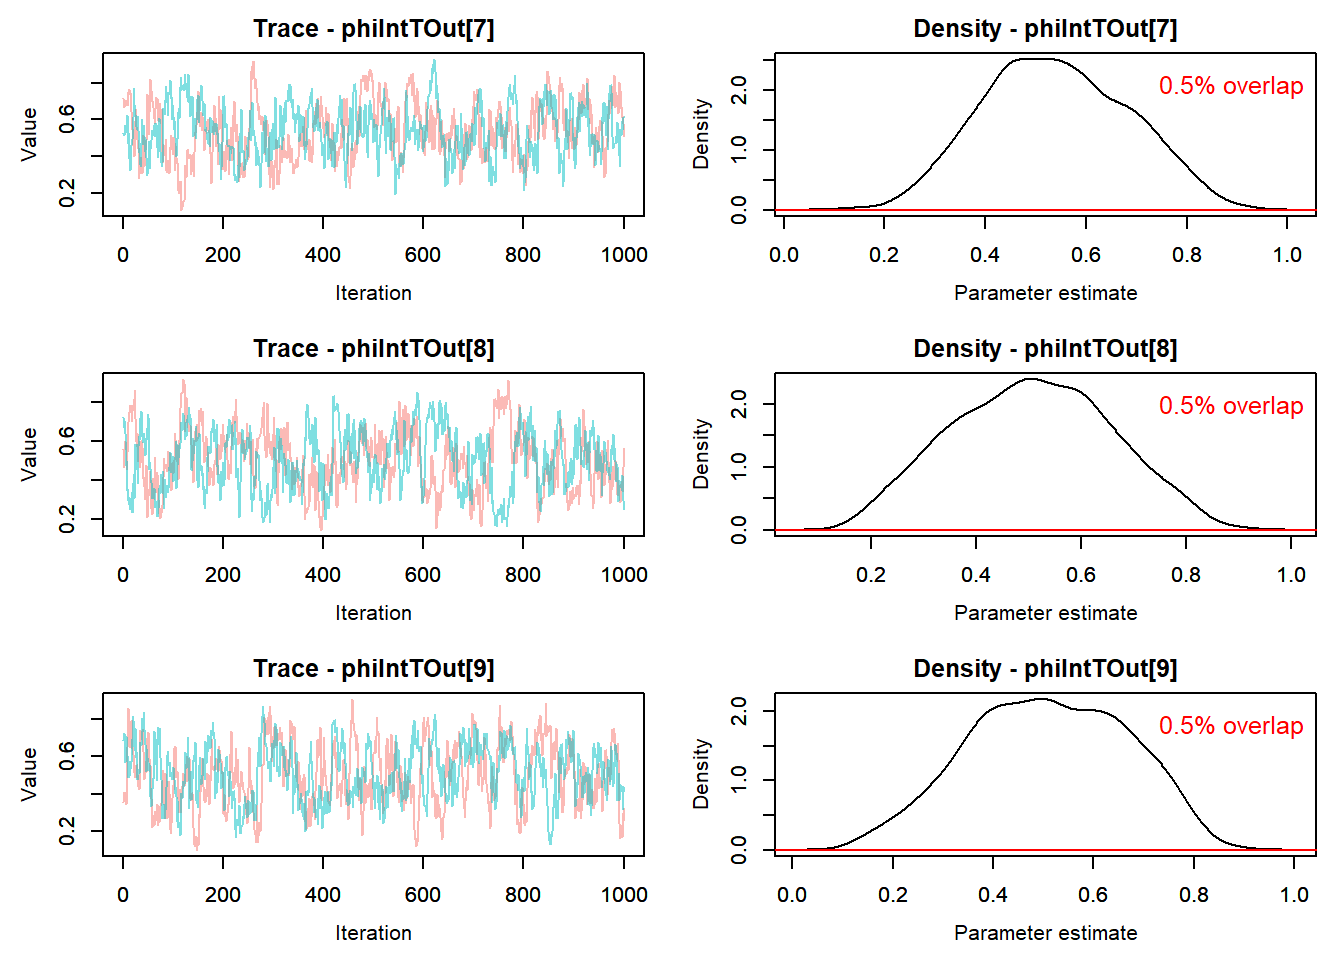 Trace - phiIntTOut[7]
Value
0.2 0.6
0 200 400 600 800 1000
Iteration
Density - phiIntTOut[7]
0.5% overlap
Density
0.0 1.0 2.0
0.0 0.2 0.4 0.6 0.8 1.0
Parameter estimate
Trace - phiIntTOut[8]
Value
0.2 0.6
0 200 400 600 800 1000
Iteration
Density - phiIntTOut[8]
0.5% overlap
Density
0.0 1.0 2.0
0.2 0.4 0.6 0.8 1.0
Parameter estimate
Trace - phiIntTOut[9]
Value
0.2 0.6
0 200 400 600 800 1000
Iteration
Density - phiIntTOut[9]
0.5% overlap
Density
0.0 1.0 2.0
0.0 0.2 0.4 0.6 0.8 1.0
Parameter estimate